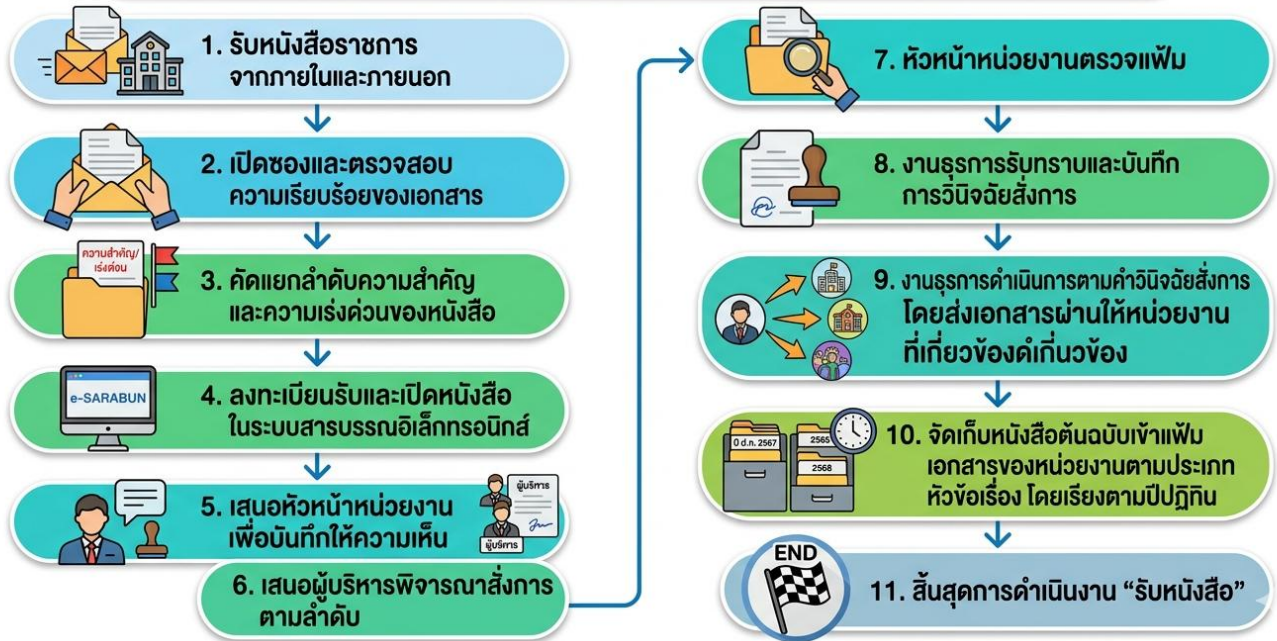 1. รับหนังสือราชการ
จากภายในและภายนอก
2. เปิดซองและตรวจสอบ
ความเรียบร้อยของเอกสาร
ความสำคัญ/
เร่งด่อน
3. คัดแยกลำดับความสำคัญ
และความเร่งด่วนของหนังสือ
e-SARABUN
4. ลงทะเบียนรับและเปิดหนังสือ
ในระบบสารบรรณอิเล็กทรอนิกส์
5. เสนอหัวหน้าหน่วยงาน
เพื่อบันทึกให้ความเห็น
ผู้บริการ
6. เสนอผู้บริหารพิจารณาสั่งการ
ตามลำดับ
7. หัวหน้าหน่วยงานตรวจแฟ้ม
8. งานธุรการรับทราบและบันทึก
การวินิจฉัยสั่งการ
9. งานธุรการดำเนินการตามคำวินิจฉัยสั่งการ
โดยส่งเอกสารผ่านให้หน่วยงาน
ที่เกี่ยวข้องดำเกี่นวข้อง
0 ต.ก. 2567
2565
2568
10. จัดเก็บหนังสือต้นฉบับเข้าแฟ้ม
เอกสารของหน่วยงานตามประเภท
หัวข้อเรื่อง โดยเรียงตามปีปฏิทิน
END
11. สิ้นสุดการดำเนินงาน “รับหนังสือ”